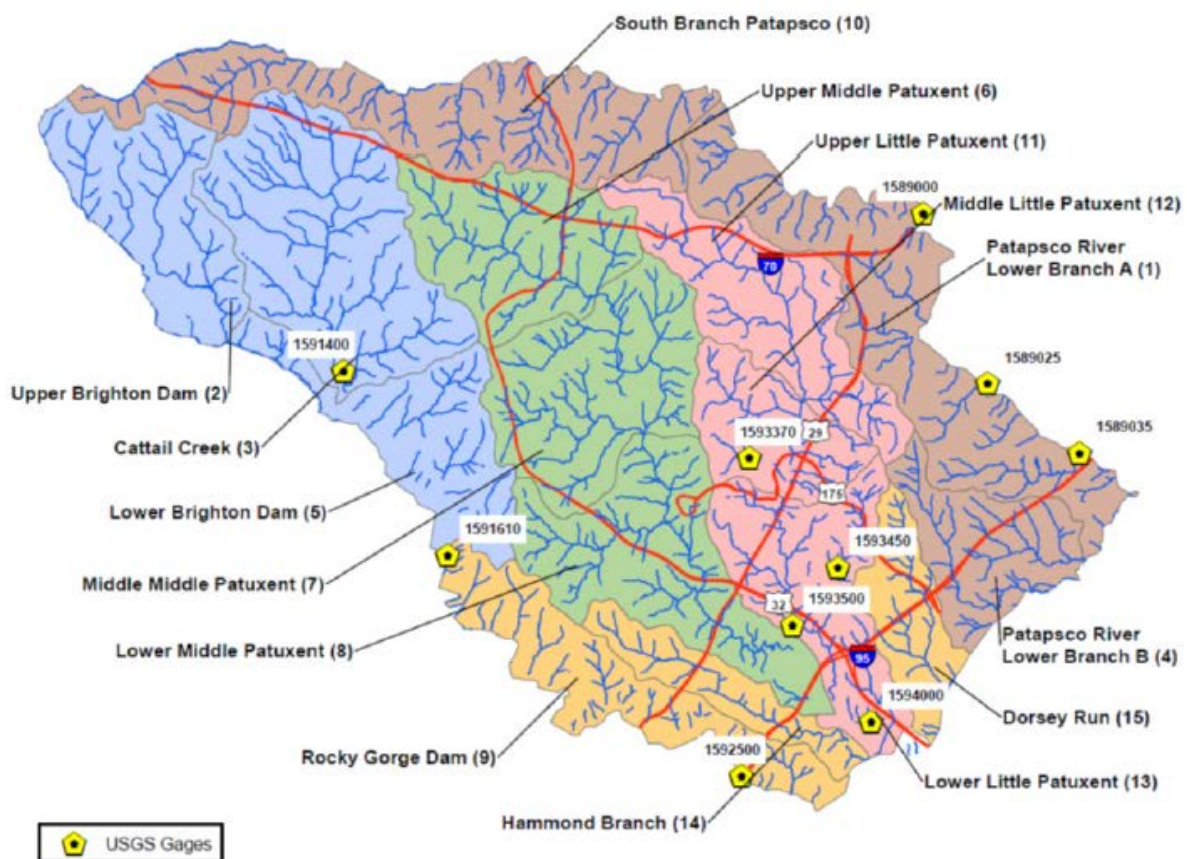 South Branch Patapsco (10)
Upper Middle Patuxent (6)
Upper Little Patuxent (11)
1589000
Middle Little Patuxent (12)
Patapsco River
Lower Branch A (1)
70
1591400
1589025
Upper Brighton Dam (2)
1593370
29
1589035
Cattail Creek (3)
175
Lower Brighton Dam (5)
1591610
1593450
Middle Middle Patuxent (7)
32
1593500
Patapsco River
Lower Branch B (4)
Lower Middle Patuxent (8)
95
1594000
Dorsey Run (15)
Rocky Gorge Dam (9)
1592500
Lower Little Patuxent (13)
Hammond Branch (14)
USGS Gages